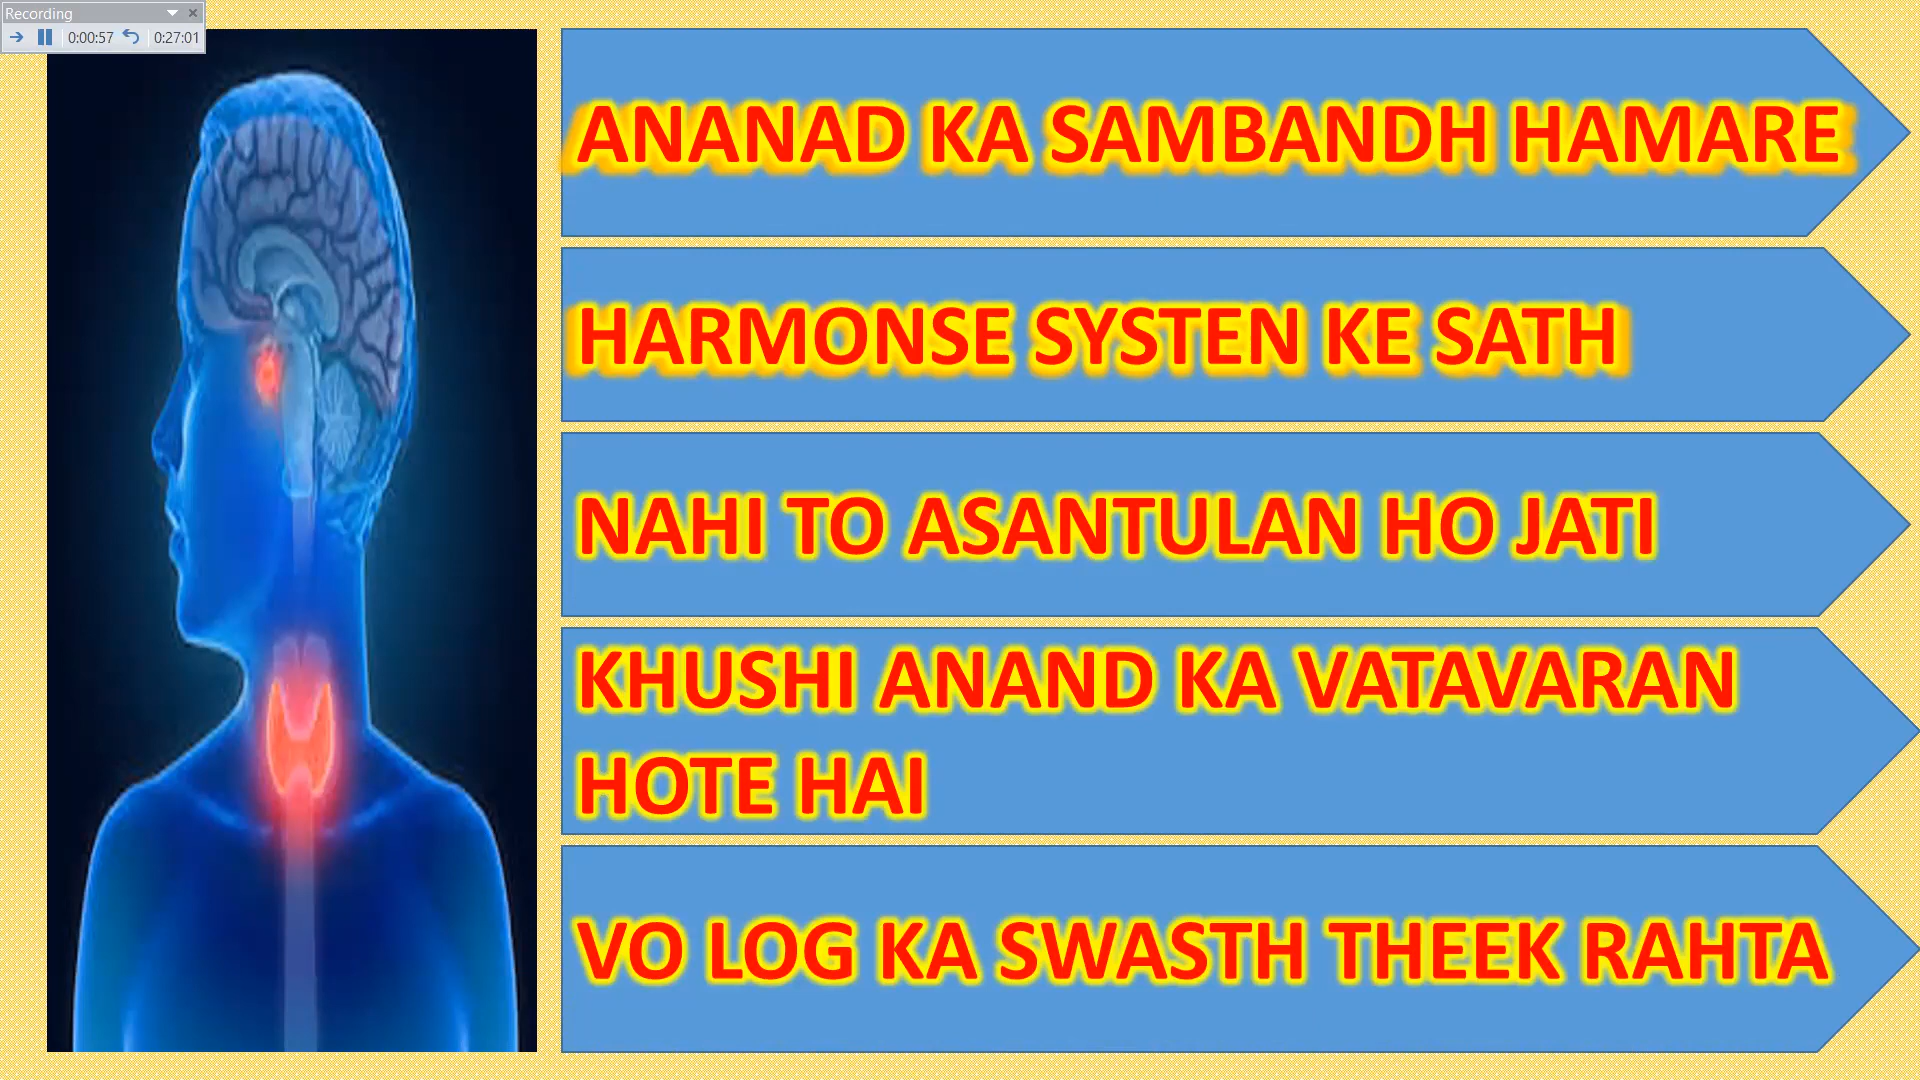 Recording
0:00:57 0:27:01
ANANAD KA SAMBANDH HAMARE
HARMONSE SYSTEN KE SATH
NAHI TO ASANTULAN HO JATI
KHUSHI ANAND KA VATAVARAN
HOTE HAI
VO LOG KA SWASTH THEEK RAHTA